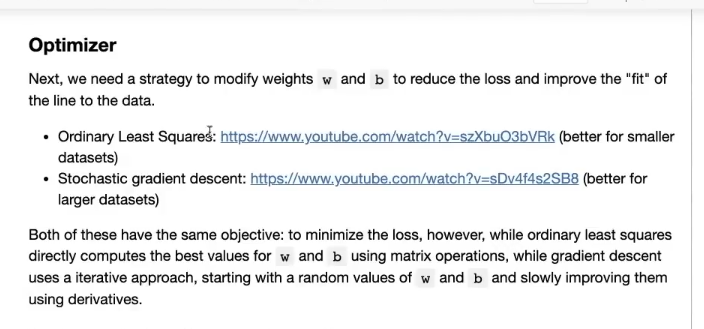 Optimizer
Next, we need a strategy to modify weights w and b to reduce the loss and improve the "fit" of
the line to the data.
• Ordinary Least Squares: https://www.youtube.com/watch?v=szXbuO3bVRk (better for smaller
datasets)
• Stochastic gradient descent: https://www.youtube.com/watch?v=sDv4f4s2SB8 (better for
larger datasets)
Both of these have the same objective: to minimize the loss, however, while ordinary least squares
directly computes the best values for w and b using matrix operations, while gradient descent
uses a iterative approach, starting with a random values of w and b and slowly improving them
using derivatives.